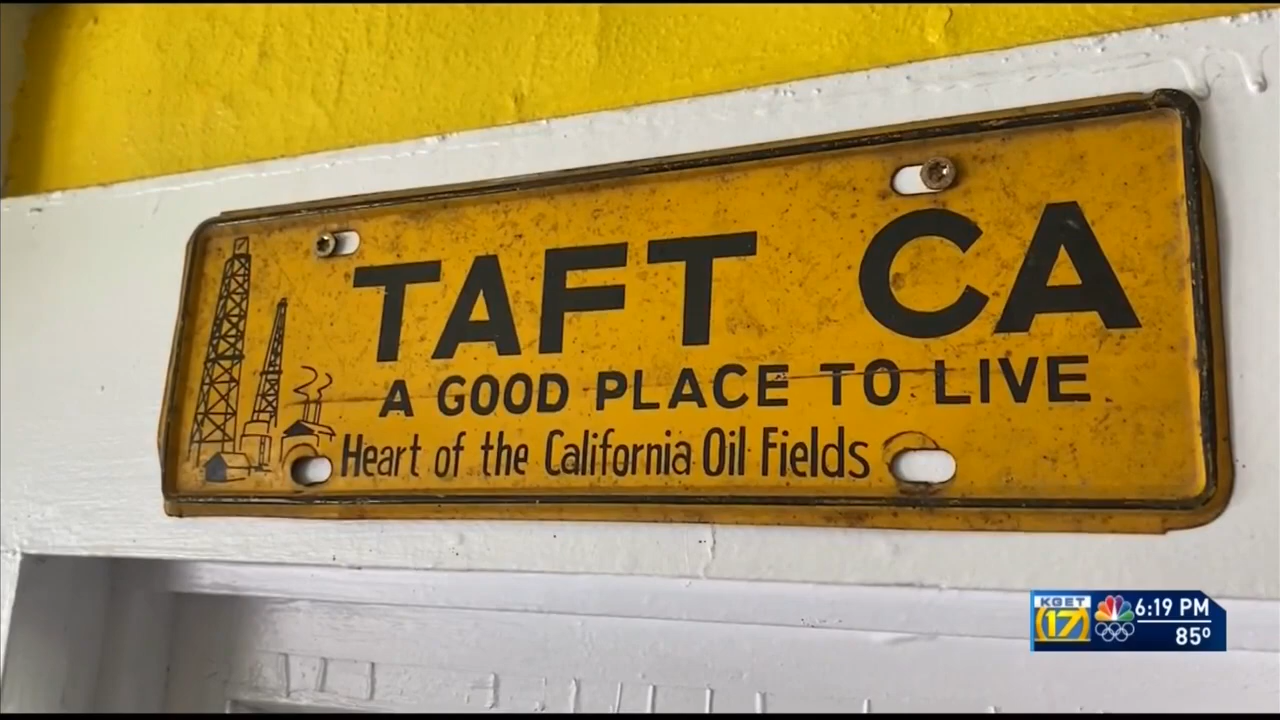 TAFT CA
A GOOD PLACE TO LIVE
Heart of the California Oil Fields
KGET
17
6:19 PM
85°